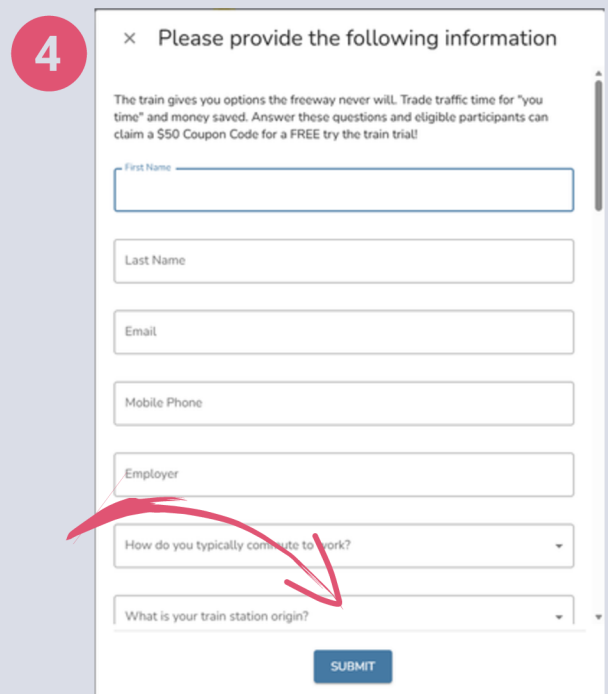 4
× Please provide the following information
The train gives you options the freeway never will. Trade traffic time for "you
time" and money saved. Answer these questions and eligible participants can
claim a $50 Coupon Code for a FREE try the train trial!
First Name
Last Name
Email
Mobile Phone
Employer
How do you typically commute to work?
What is your train station origin?
SUBMIT